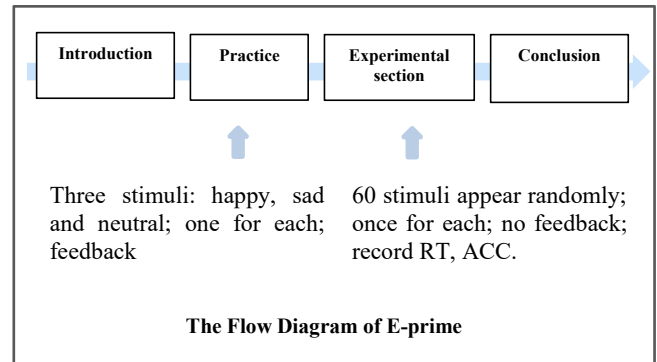 Introduction
Practice
Experimental
section
Conclusion
Three stimuli: happy, sad
and neutral; one for each;
feedback
60 stimuli appear randomly;
once for each; no feedback;
record RT, ACC.
The Flow Diagram of E-prime